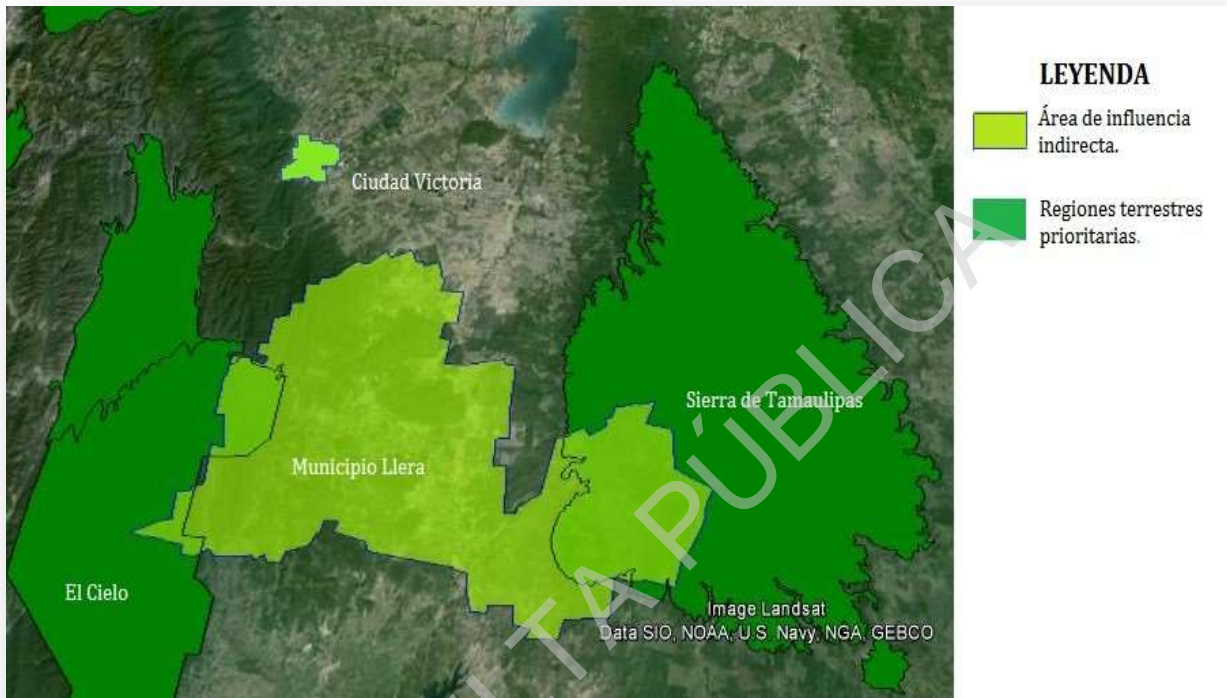 LEYENDA
Área de influencia
indirecta.
Regiones terrestres
prioritarias.
Ciudad Victoria
Sierra de Tamaulipas
Municipio Llera
El Cielo
Image Landsat
Data SIO, NOAA, U.S. Navy, NGA, GEBCO
TA PÚBLICA